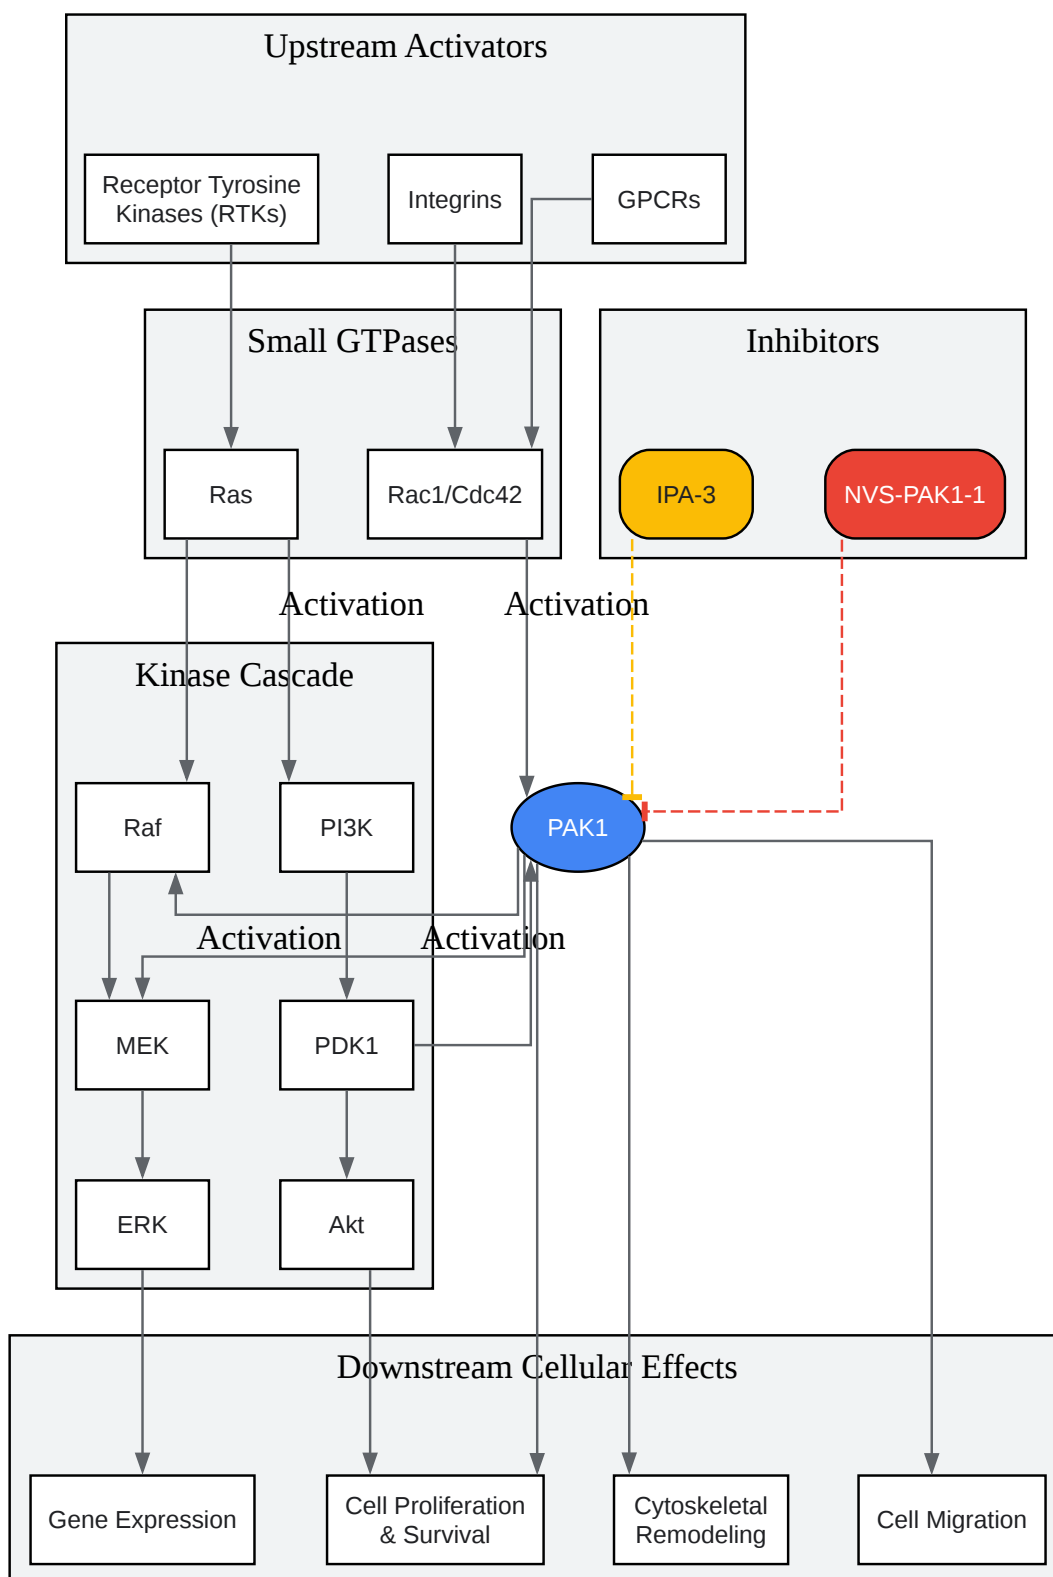 Upstream Activators
Receptor Tyrosine
Kinases (RTKs)
Integrins
GPCRs
Small GTPases
Inhibitors
Ras
Rac1/Cdc42
IPA-3
NVS-PAK1-1
Activation
Activation
Kinase Cascade
Raf
PI3K
PAK1
Activation
Activation
MEK
PDK1
ERK
Akt
Downstream Cellular Effects
Gene Expression
Cell Proliferation
& Survival
Cytoskeletal
Remodeling
Cell Migration